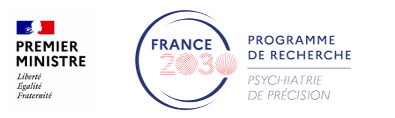 PREMIER
MINISTRE
Liberté
Égalité
Fraternité
FRANCE
2030
PROGRAMME
DE RECHERCHE
PSYCHIATRIE
DE PRÉCISION